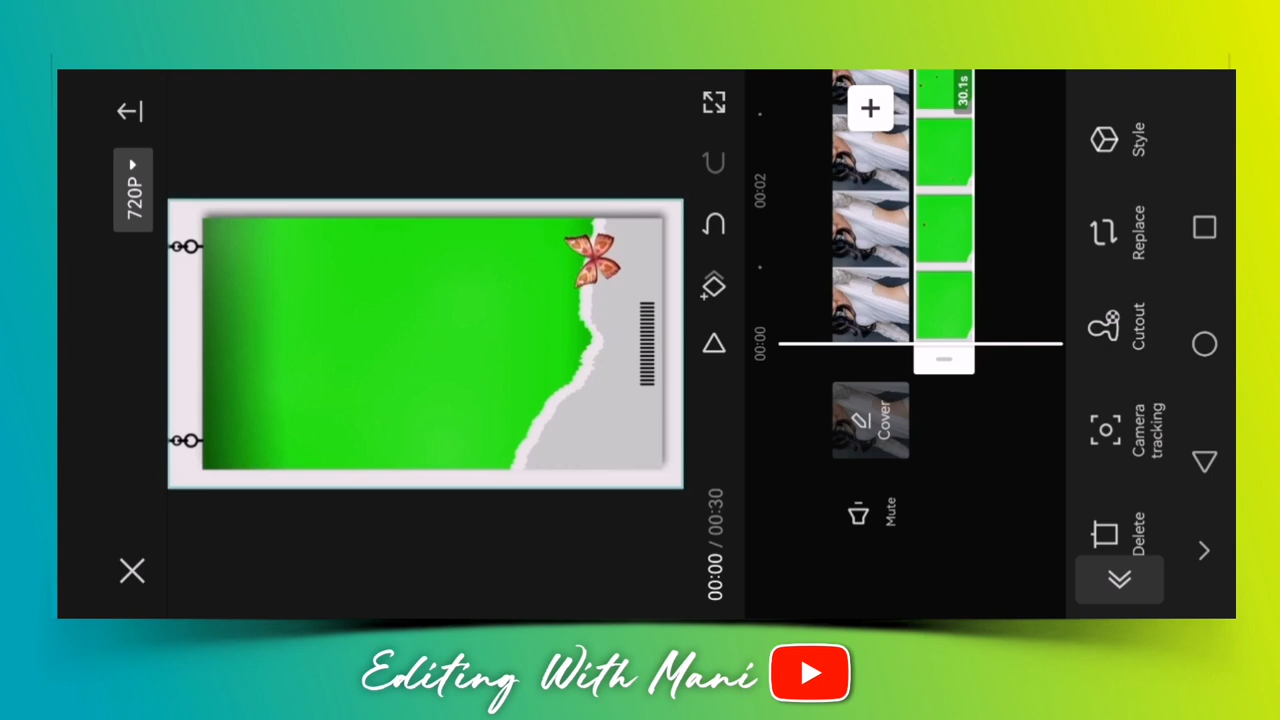 720P
00:00 / 00:30
00:00
00:02
30.1s
Cover
Mute
Style
Replace
Cutout
Camera
tracking
Delete
Editing With Mani